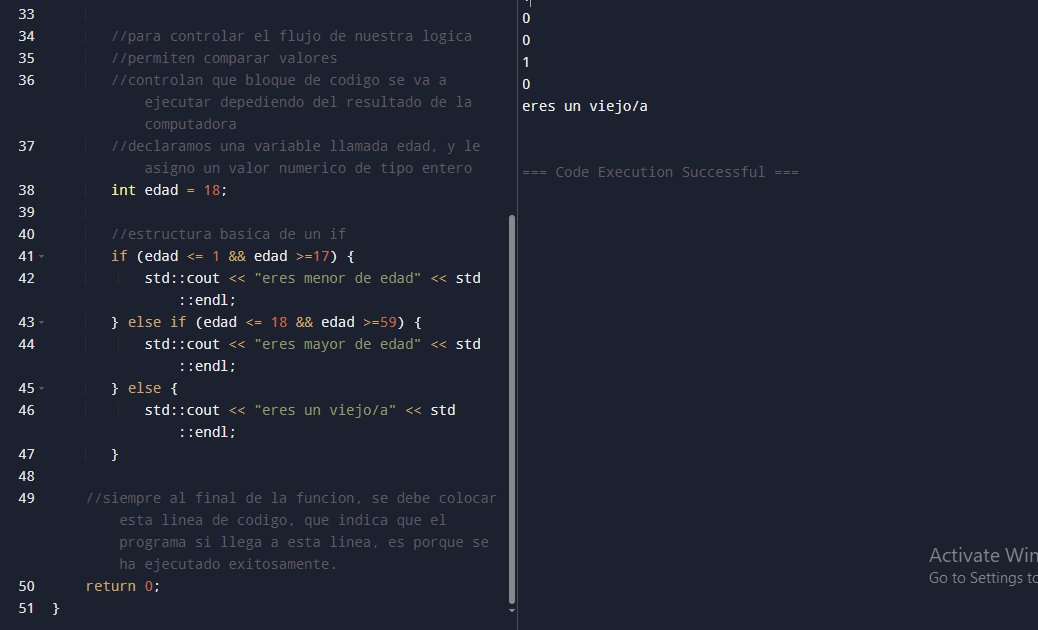 33
34 //para controlar el flujo de nuestra logica
35 //permiten comparar valores
36 //controlan que bloque de codigo se va a
ejecutar depediendo del resultado de la
computadora
37 //declaramos una variable llamada edad, y le
asigno un valor numerico de tipo entero
38 int edad = 18;
39
40 //estructura basica de un if
41 if (edad <= 1 && edad >=17) {
42 std::cout << "eres menor de edad" << std
::endl;
43 } else if (edad <= 18 && edad >=59) {
44 std::cout << "eres mayor de edad" << std
::endl;
45 } else {
46 std::cout << "eres un viejo/a" << std
::endl;
47 }
48
49 //siempre al final de la funcion, se debe colocar
esta linea de codigo, que indica que el
programa si llega a esta linea, es porque se
ha ejecutado exitosamente.
50 return 0;
51 }
0
0
1
0
eres un viejo/a
=== Code Execution Successful ===
Activate Win
Go to Settings to